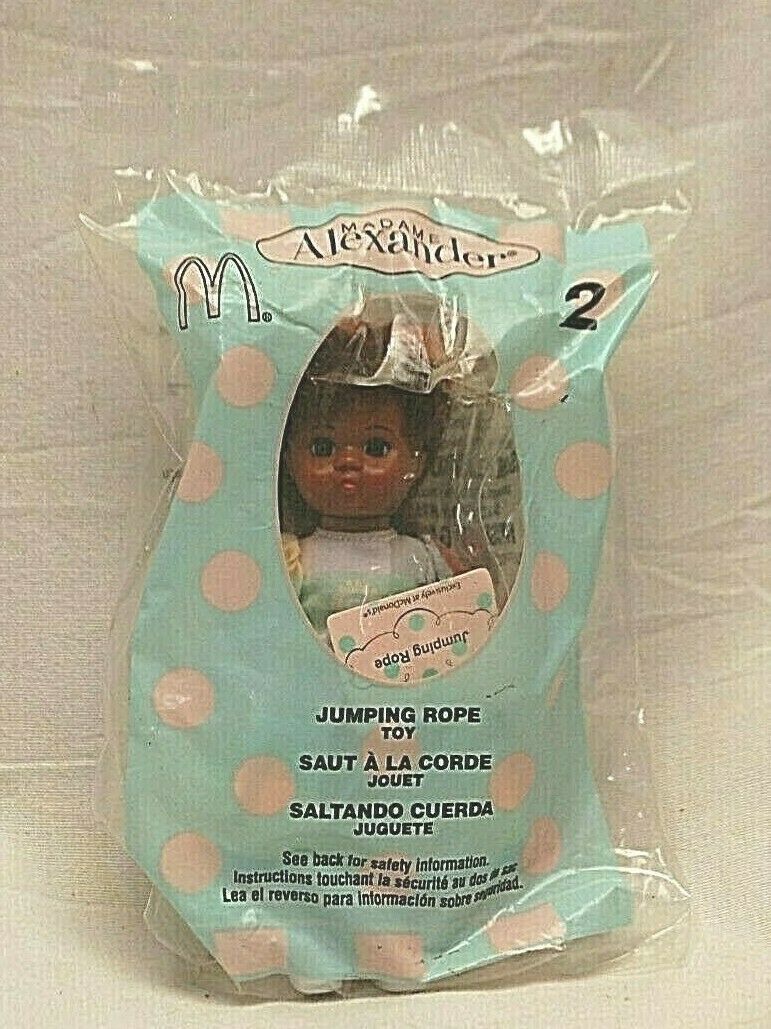 MADAME
Alexander®
M®
2
Exclusively at McDonald's®
Jumping Rope
JUMPING ROPE
TOY
SAUT À LA CORDE
JOUET
SALTANDO CUERDA
JUGUETE
See back for safety information.
Instructions touchant la sécurité au dos
Lea el reverso para información sobre seguridad.